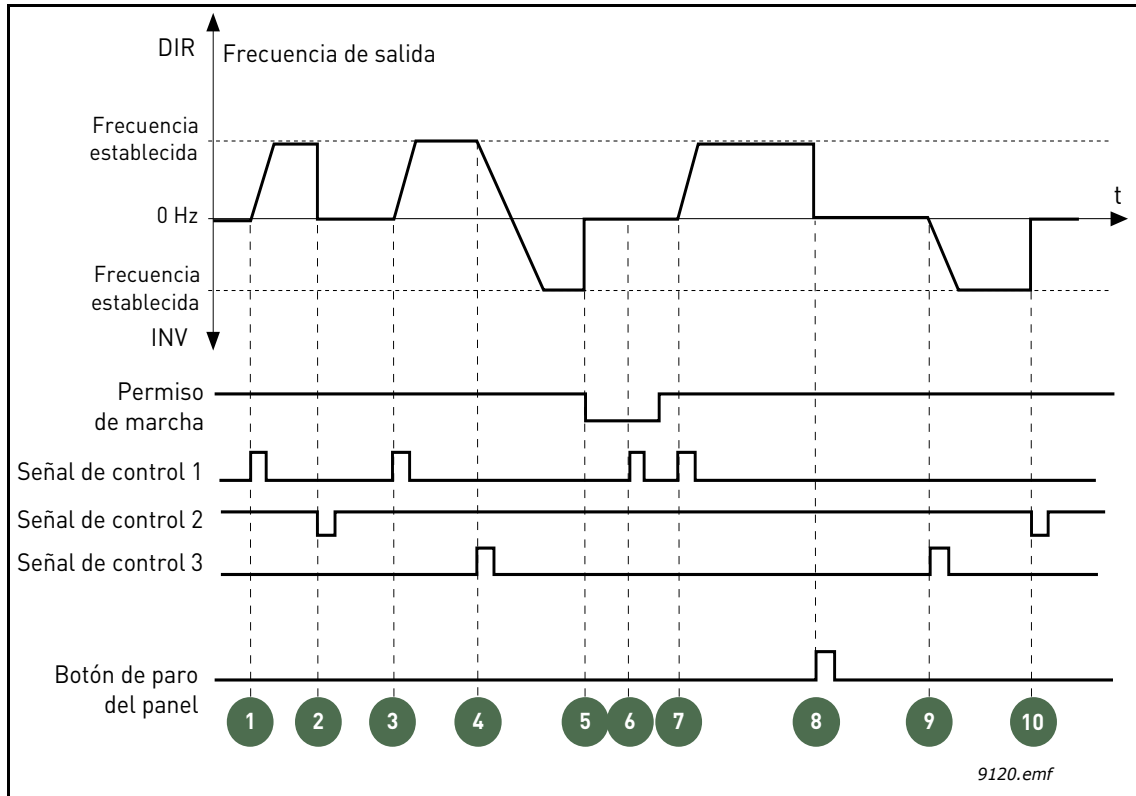 DIR
Frecuencia de salida
Frecuencia
establecida
t
0 Hz
Frecuencia
establecida
INV
Permiso
de marcha
Señal de control 1
Señal de control 2
Señal de control 3
Botón de paro
del panel
1 2 3 4 5 6 7 8 9 10
9120.emf